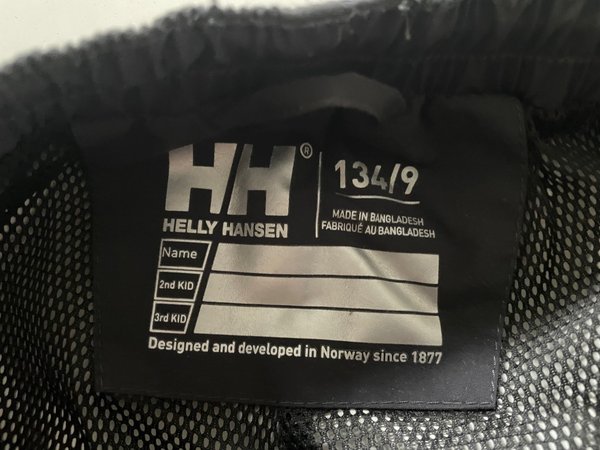 HH®
HELLY HANSEN
134/9
MADE IN BANGLADESH
FABRIQUÉ AU BANGLADESH
Name
2nd KID
3rd KID
Designed and developed in Norway since 1877